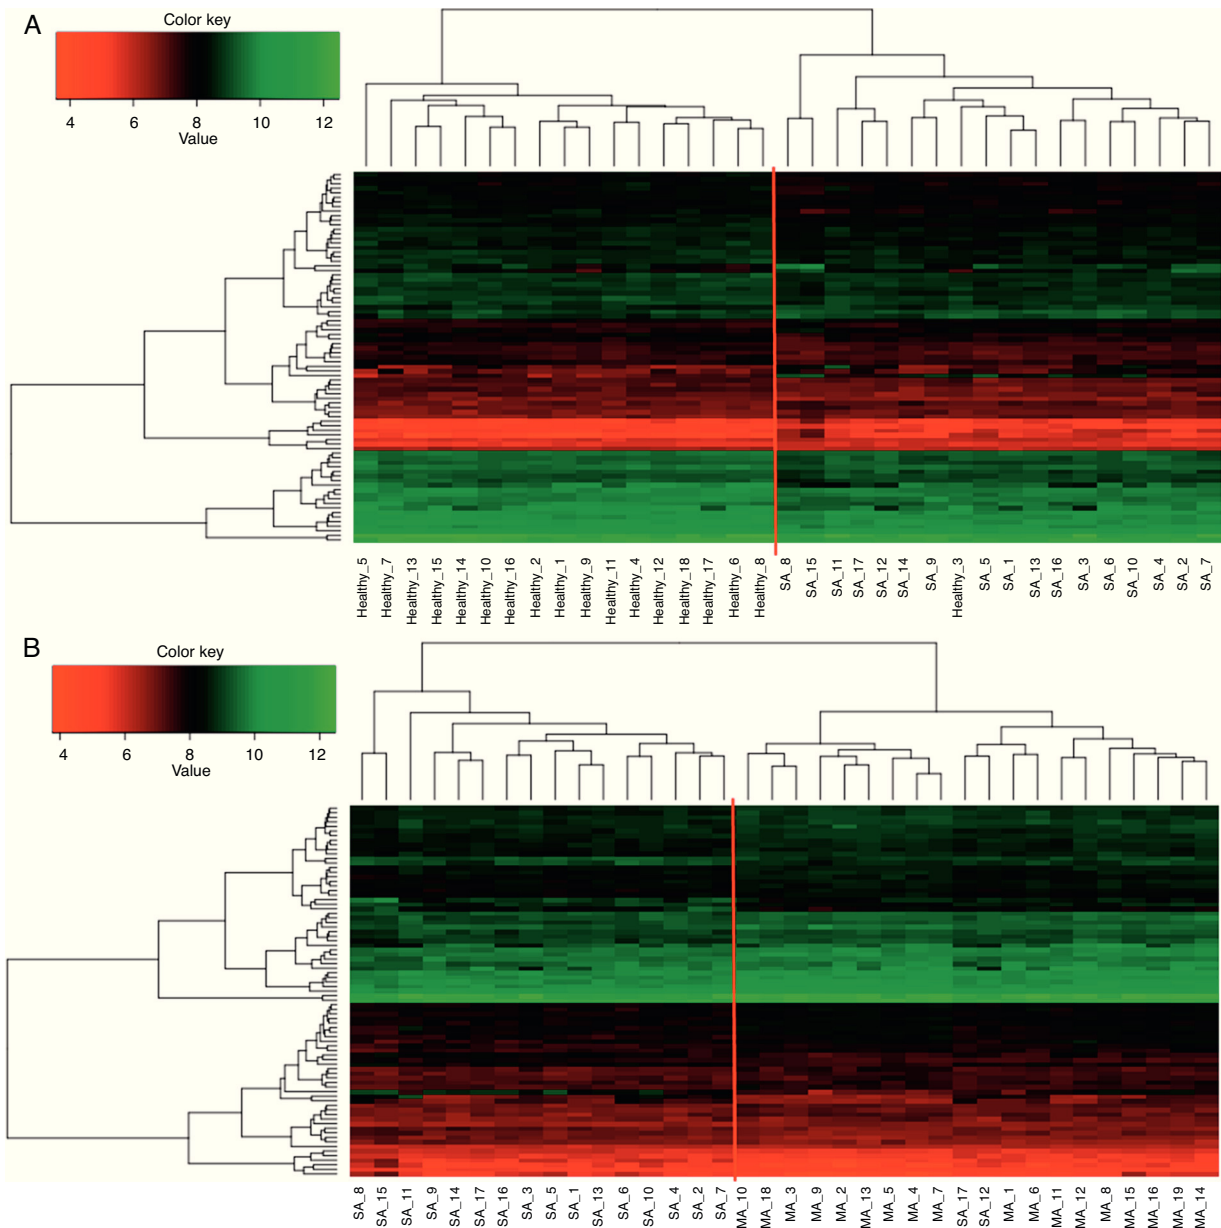 A
Color key
4 6 8 10 12
Value
Healthy_5
Healthy_7
Healthy_13
Healthy_15
Healthy_14
Healthy_10
Healthy_16
Healthy_2
Healthy_1
Healthy_9
Healthy_11
Healthy_4
Healthy_12
Healthy_18
Healthy_17
Healthy_6
Healthy_8
SA_8
SA_15
SA_11
SA_17
SA_12
SA_14
SA_9
Healthy_3
SA_5
SA_1
SA_13
SA_16
SA_3
SA_6
SA_10
SA_4
SA_2
SA_7
B
Color key
4 6 8 10 12
Value
SA_8
SA_15
SA_11
SA_9
SA_14
SA_17
SA_16
SA_3
SA_5
SA_1
SA_13
SA_6
SA_10
SA_4
SA_2
SA_7
MA_10
MA_18
MA_3
MA_9
MA_2
MA_13
MA_5
MA_4
MA_7
SA_17
SA_12
MA_1
MA_6
MA_11
MA_12
MA_8
MA_15
MA_16
MA_19
MA_14